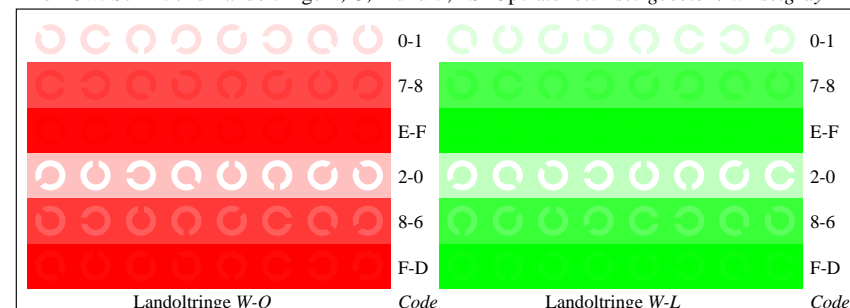 0-1 0-1
7-8 7-8
E-F E-F
2-0 2-0
8-6 8-6
F-D F-D
Landoltringe W-O Code Landoltringe W-L Code